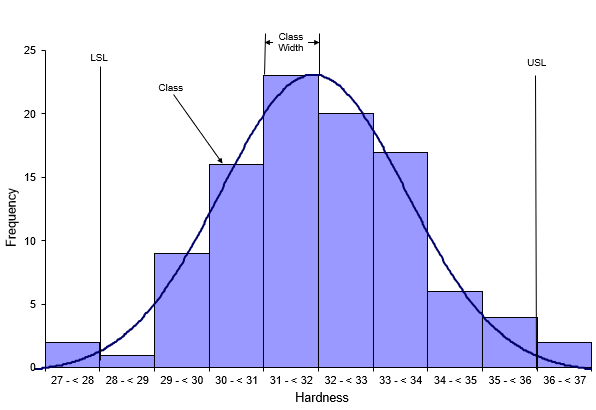 Class
Width
LSL
USL
Class
25
20
15
10
5
0
Frequency
27 - < 28 28 - < 29 29 - < 30 30 - < 31 31 - < 32 32 - < 33 33 - < 34 34 - < 35 35 - < 36 36 - < 37
Hardness